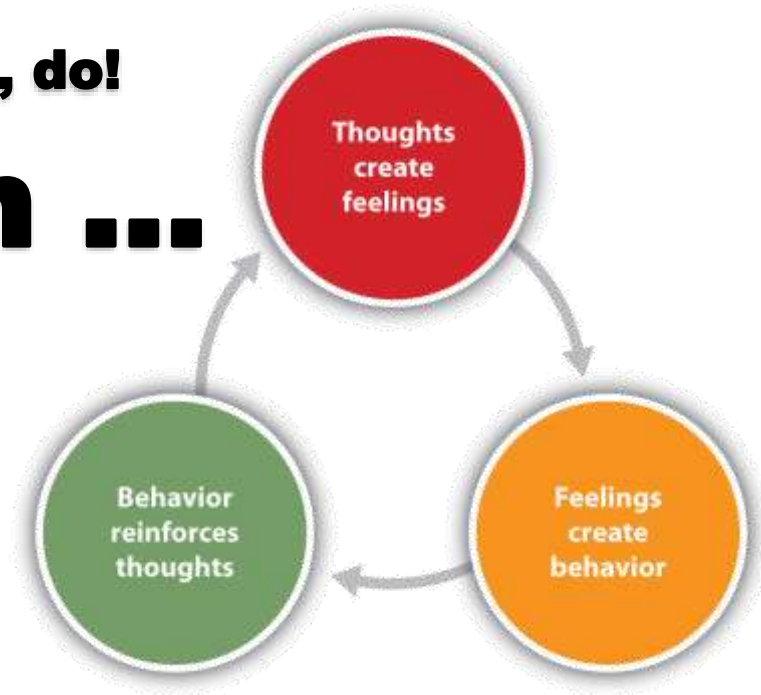 , do!
...
Thoughts
create
feelings
Feelings
create
behavior
Behavior
reinforces
thoughts